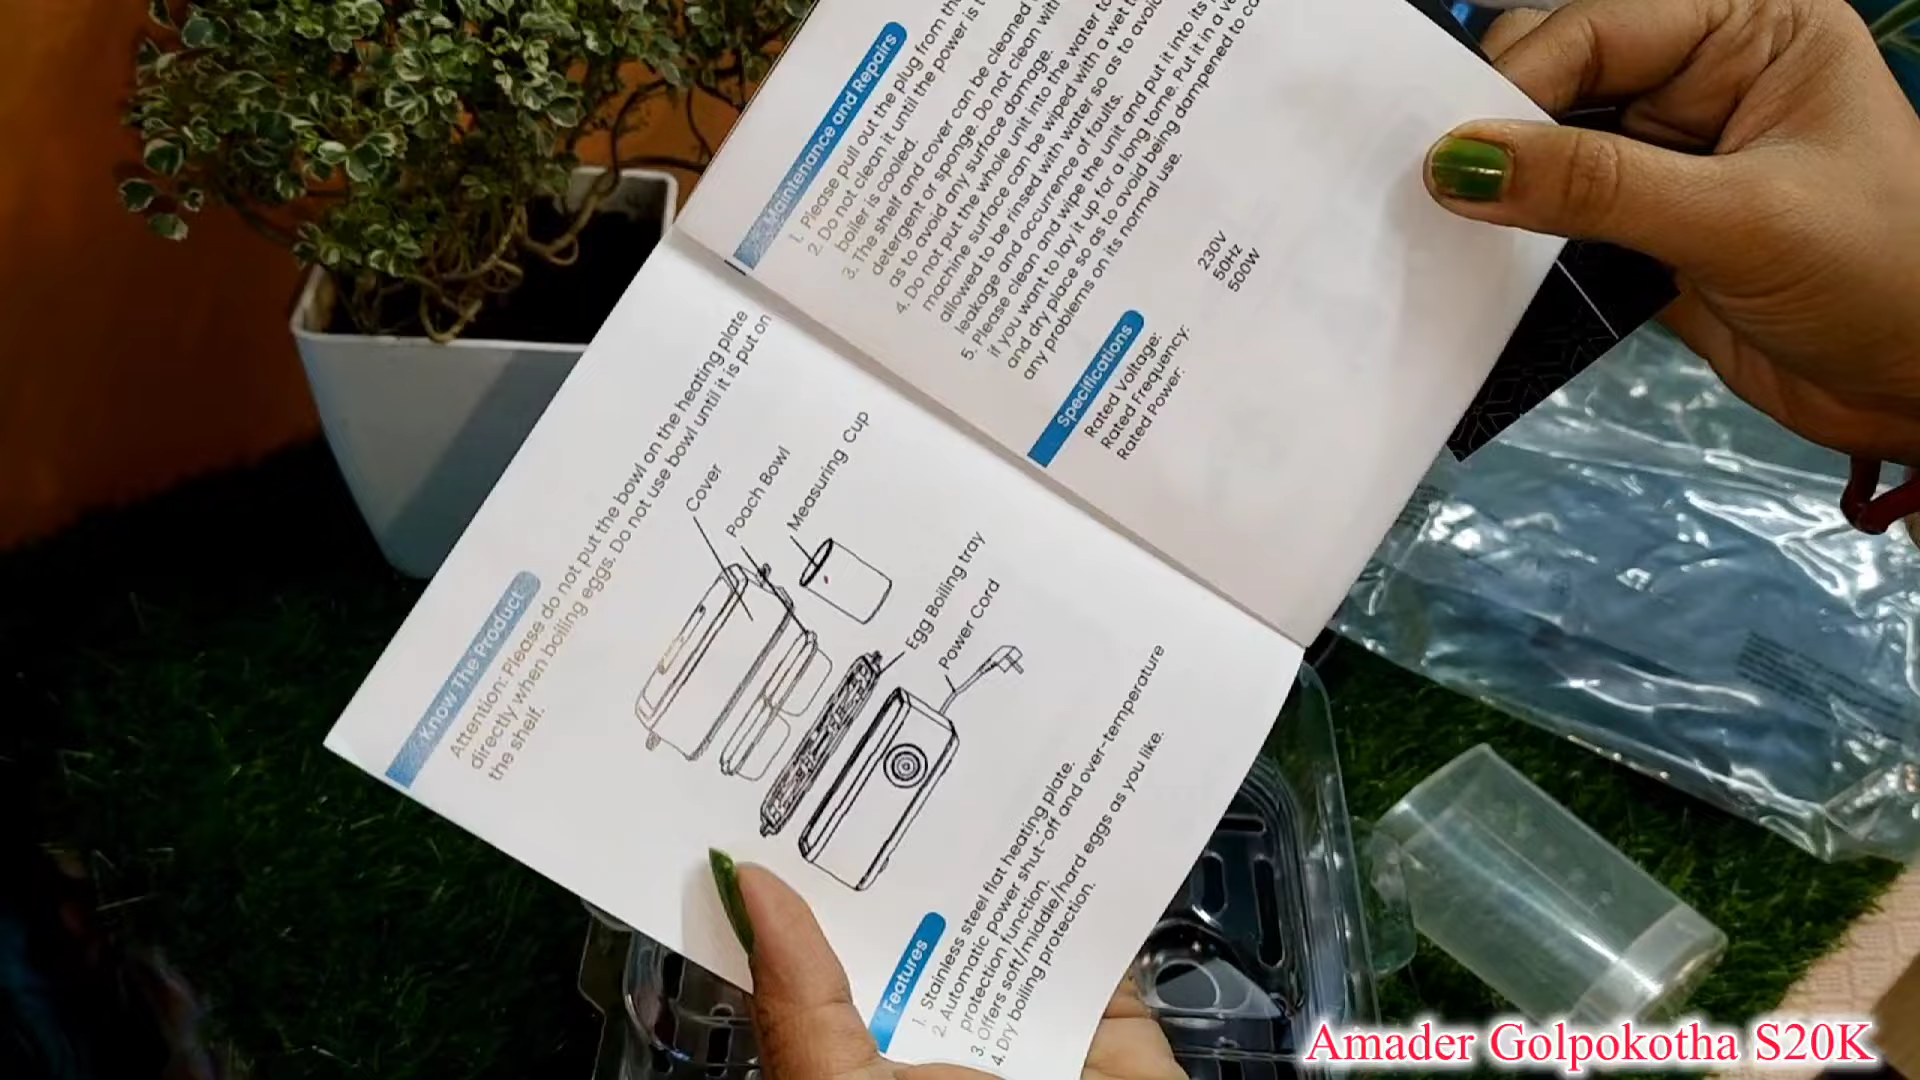 Know The Product
Attention: Please do not put the bowl on the heating plate
directly when boiling eggs. Do not use bowl until it is put on
the shelf.
Cover
Poach Bowl
Measuring Cup
Egg Boiling tray
Power Cord
Features
1. Stainless steel flat heating plate.
2. Automatic power shut-off and over-temperature
protection function.
3. Offers soft/middle/hard eggs as you like.
4. Dry boiling protection.
Maintenance and Repairs
1. Please pull out the plug from the
2. Do not clean it until the power is
boiler is cooled.
3. The shelf and cover can be cleaned
detergent or sponge. Do not clean with
as to avoid any surface damage.
4. Do not put the whole unit into the water to
machine surface can be wiped with a wet
allowed to be rinsed with water so as to avoid
leakage and occurrence of faults.
5. Please clean and wipe the unit and put it into its
if you want to lay it up for a long tome. Put it in a
and dry place so as to avoid being dampened to
any problems on its normal use.
Specifications
Rated Voltage: 230V
Rated Frequency: 50Hz
Rated Power: 500W
Amader Golpokotha S20K